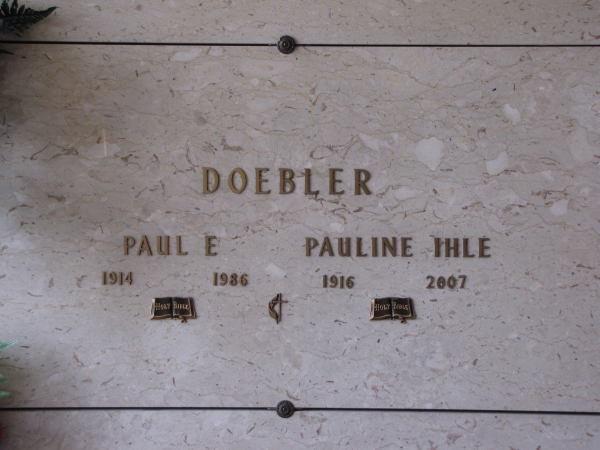 DOEBLER
PAUL E PAULINE IHLE
1914 1986 1916 2007
HOLY BIBLE HOLY BIBLE